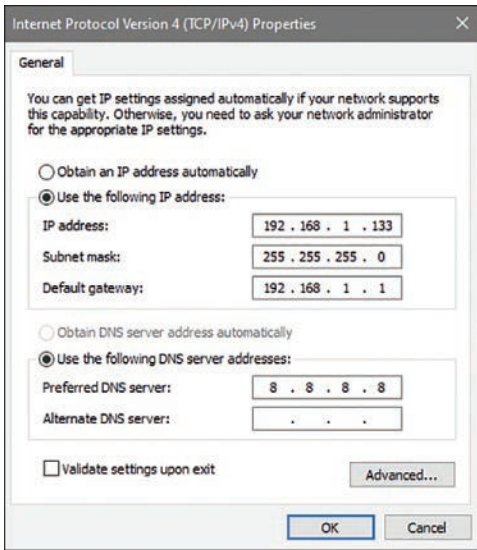 Internet Protocol Version 4 (TCP/IPv4) Properties
General
You can get IP settings assigned automatically if your network supports
this capability. Otherwise, you need to ask your network administrator
for the appropriate IP settings.
Obtain an IP address automatically
Use the following IP address:
IP address: 192 . 168 . 1 . 133
Subnet mask: 255 . 255 . 255 . 0
Default gateway: 192 . 168 . 1 . 1
Obtain DNS server address automatically
Use the following DNS server addresses:
Preferred DNS server: 8 . 8 . 8 . 8
Alternate DNS server: . . .
Validate settings upon exit
Advanced...
OK Cancel